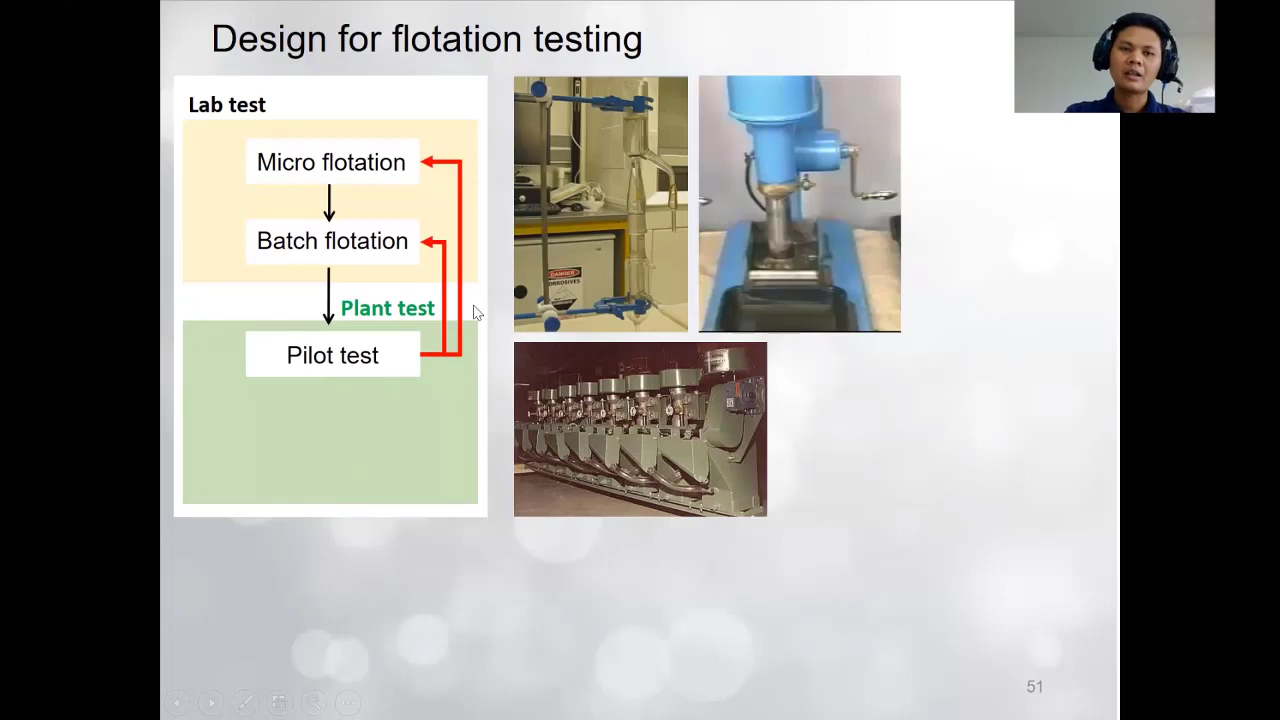 Design for flotation testing
Lab test
Micro flotation
Batch flotation
Plant test
Pilot test
DANGER
CORROSIVES
51